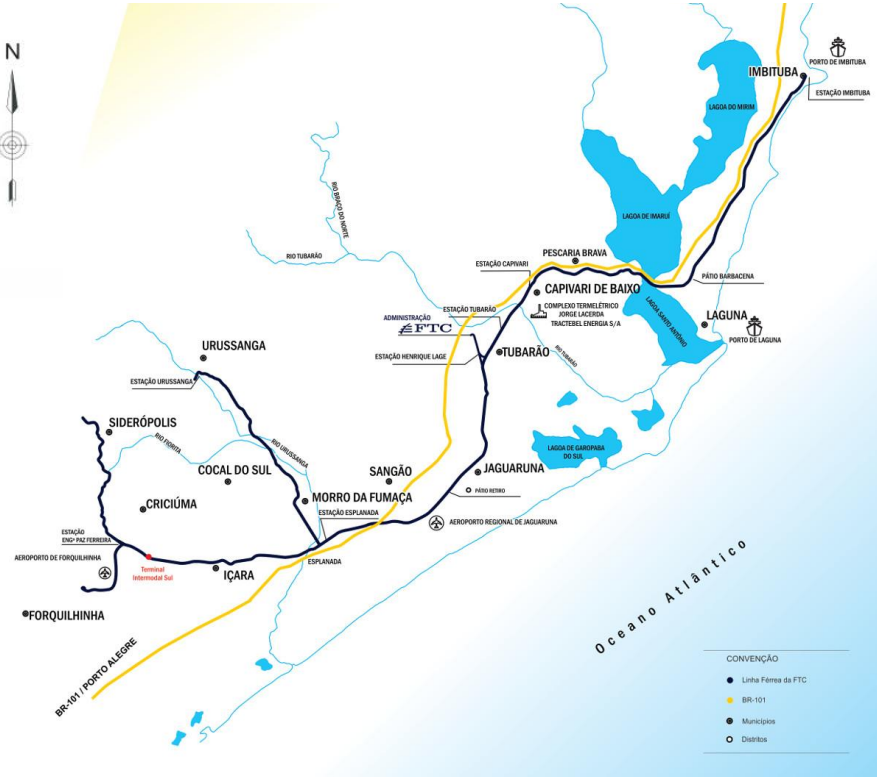 N
PORTO DE IMBITUBA
IMBITUBA
ESTAÇÃO IMBITUBA
LAGOA DO MIRIM
RIO BRAÇO DO NORTE
LAGOA DE IMARUÍ
RIO TUBARÃO
PESCARIA BRAVA
ESTAÇÃO CAPIVARI
PÁTIO BARBACENA
CAPIVARI DE BAIXO
COMPLEXO TERMELÉTRICO
JORGE LACERDA
TRACTEBEL ENERGIA S/A
LAGOA SANTO ANTÔNIO
ESTAÇÃO TUBARÃO
ADMINISTRAÇÃO
FTC
LAGUNA
PORTO DE LAGUNA
URUSSANGA
ESTAÇÃO HENRIQUE LAGE
TUBARÃO
RIO TUBARÃO
ESTAÇÃO URUSSANGA
SIDERÓPOLIS
RIO FIORITA
RIO URUSSANGA
LAGOA DE GAROPABA
DO SUL
COCAL DO SUL
SANGÃO
JAGUARUNA
PÁTIO RETIRO
CRICIÚMA
MORRO DA FUMAÇA
ESTAÇÃO ESPLANADA
AEROPORTO REGIONAL DE JAGUARUNA
ESTAÇÃO
ENGº PAZ FERREIRA
AEROPORTO DE FORQUILHINHA
Terminal
Intermodal Sul
IÇARA
ESPLANADA
FORQUILHINHA
BR-101 / PORTO ALEGRE
Oceano Atlântico
CONVENÇÃO
Linha Férrea da FTC
BR-101
Municípios
Distritos